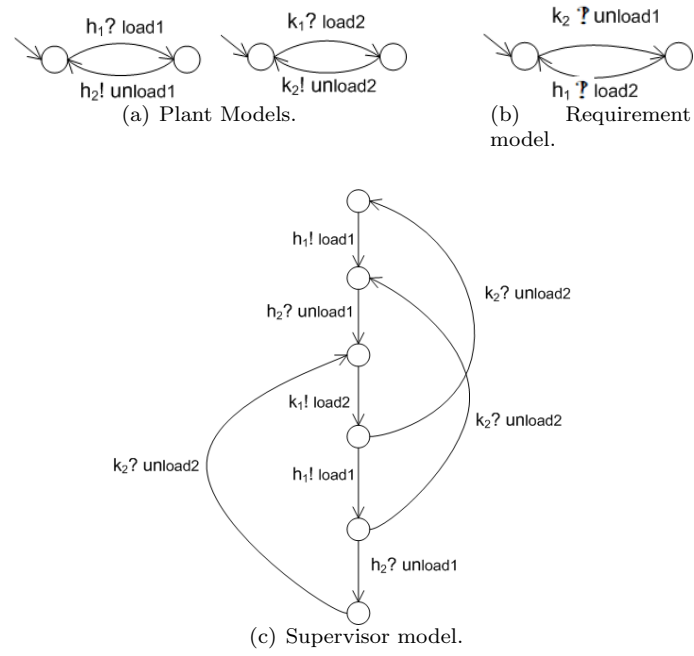 h₁? load1
h₂! unload1
k₁? load2
k₂! unload2
(a) Plant Models.
k₂ ‽ unload1
h₁ ‽ load2
(b) Requirement
model.
h₁! load1
h₂? unload1
k₁! load2
h₁! load1
h₂? unload1
k₂? unload2
k₂? unload2
k₂? unload2
(c) Supervisor model.